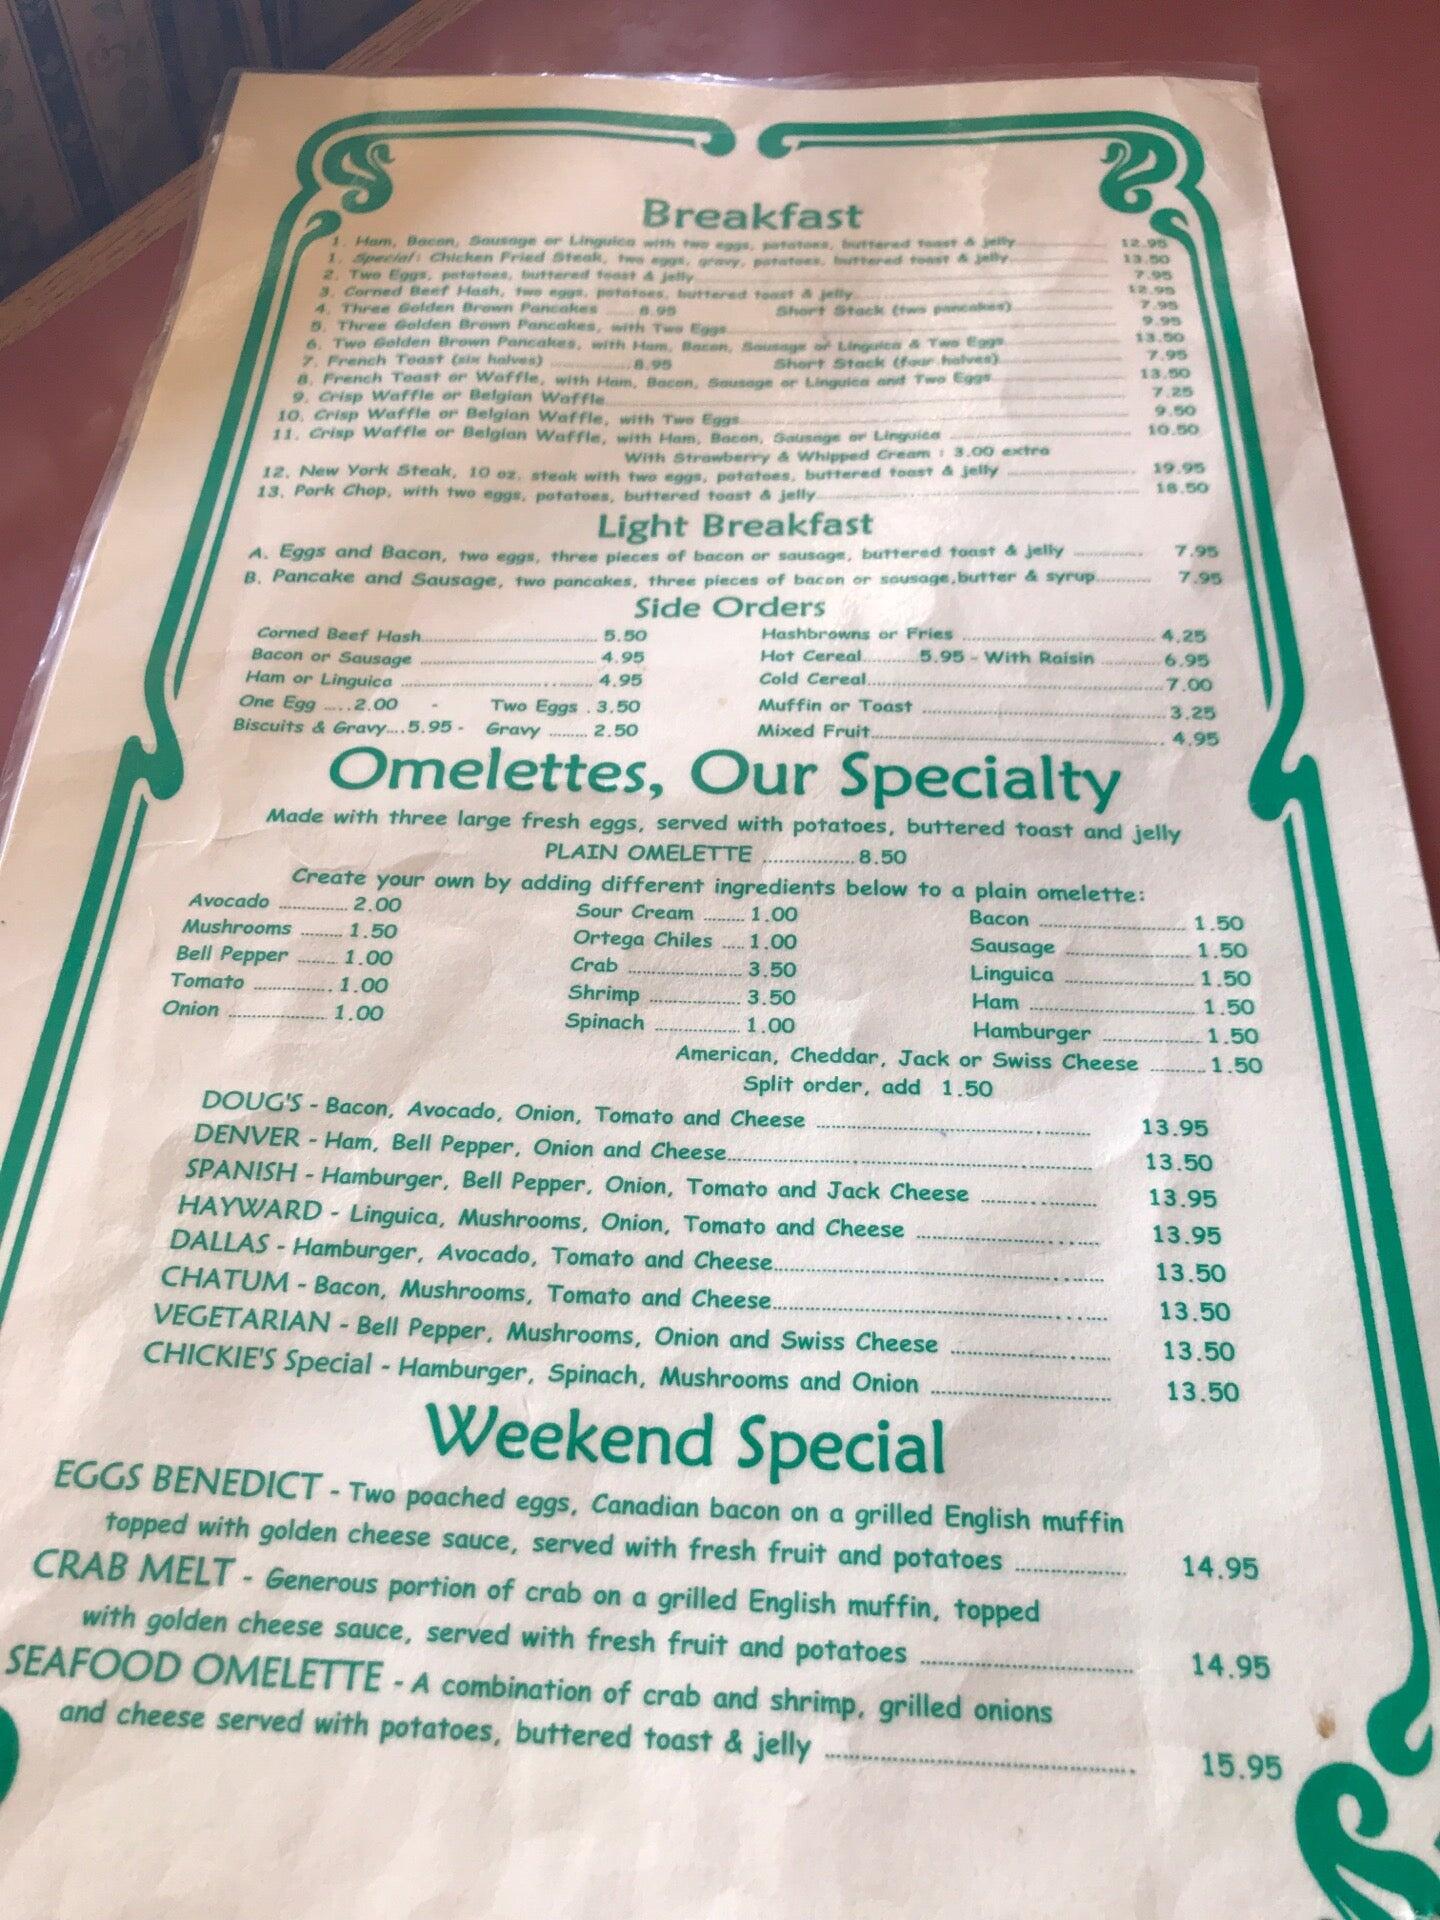 Breakfast
1. Ham, Bacon, Sausage or Linguica with two eggs, potatoes, buttered toast & jelly 12.95
1. Special: Chicken Fried Steak, two eggs, gravy, potatoes, buttered toast & jelly 13.50
2. Two Eggs, potatoes, buttered toast & jelly 7.95
3. Corned Beef Hash, two eggs, potatoes, buttered toast & jelly 12.95
4. Three Golden Brown Pancakes 8.95 Short Stack (two pancakes) 7.95
5. Three Golden Brown Pancakes, with Two Eggs 9.95
6. Two Golden Brown Pancakes, with Ham, Bacon, Sausage or Linguica & Two Eggs 13.50
7. French Toast (six halves) 8.95 Short Stack (four halves) 7.95
8. French Toast or Waffle, with Ham, Bacon, Sausage or Linguica and Two Eggs 13.50
9. Crisp Waffle or Belgian Waffle 7.25
10. Crisp Waffle or Belgian Waffle, with Two Eggs 9.50
11. Crisp Waffle or Belgian Waffle, with Ham, Bacon, Sausage or Linguica 10.50
With Strawberry & Whipped Cream : 3.00 extra
12. New York Steak, 10 oz. steak with two eggs, potatoes, buttered toast & jelly 19.95
13. Pork Chop, with two eggs, potatoes, buttered toast & jelly 18.50
Light Breakfast
A. Eggs and Bacon, two eggs, three pieces of bacon or sausage, buttered toast & jelly 7.95
B. Pancake and Sausage, two pancakes, three pieces of bacon or sausage,butter & syrup 7.95
Side Orders
Corned Beef Hash 5.50 Hashbrowns or Fries 4.25
Bacon or Sausage 4.95 Hot Cereal 5.95 - With Raisin 6.95
Ham or Linguica 4.95 Cold Cereal 7.00
One Egg 2.00 - Two Eggs 3.50 Muffin or Toast 3.25
Biscuits & Gravy 5.95 - Gravy 2.50 Mixed Fruit 4.95
Omelettes, Our Specialty
Made with three large fresh eggs, served with potatoes, buttered toast and jelly
PLAIN OMELETTE 8.50
Create your own by adding different ingredients below to a plain omelette:
Avocado 2.00 Sour Cream 1.00 Bacon 1.50
Mushrooms 1.50 Ortega Chiles 1.00 Sausage 1.50
Bell Pepper 1.00 Crab 3.50 Linguica 1.50
Tomato 1.00 Shrimp 3.50 Ham 1.50
Onion 1.00 Spinach 1.00 Hamburger 1.50
American, Cheddar, Jack or Swiss Cheese 1.50
Split order, add 1.50
DOUG'S - Bacon, Avocado, Onion, Tomato and Cheese 13.95
DENVER - Ham, Bell Pepper, Onion and Cheese 13.50
SPANISH - Hamburger, Bell Pepper, Onion, Tomato and Jack Cheese 13.95
HAYWARD - Linguica, Mushrooms, Onion, Tomato and Cheese 13.95
DALLAS - Hamburger, Avocado, Tomato and Cheese 13.50
CHATUM - Bacon, Mushrooms, Tomato and Cheese 13.50
VEGETARIAN - Bell Pepper, Mushrooms, Onion and Swiss Cheese 13.50
CHICKIE'S Special - Hamburger, Spinach, Mushrooms and Onion 13.50
Weekend Special
EGGS BENEDICT - Two poached eggs, Canadian bacon on a grilled English muffin
topped with golden cheese sauce, served with fresh fruit and potatoes 14.95
CRAB MELT - Generous portion of crab on a grilled English muffin, topped
with golden cheese sauce, served with fresh fruit and potatoes 14.95
SEAFOOD OMELETTE - A combination of crab and shrimp, grilled onions
and cheese served with potatoes, buttered toast & jelly 15.95